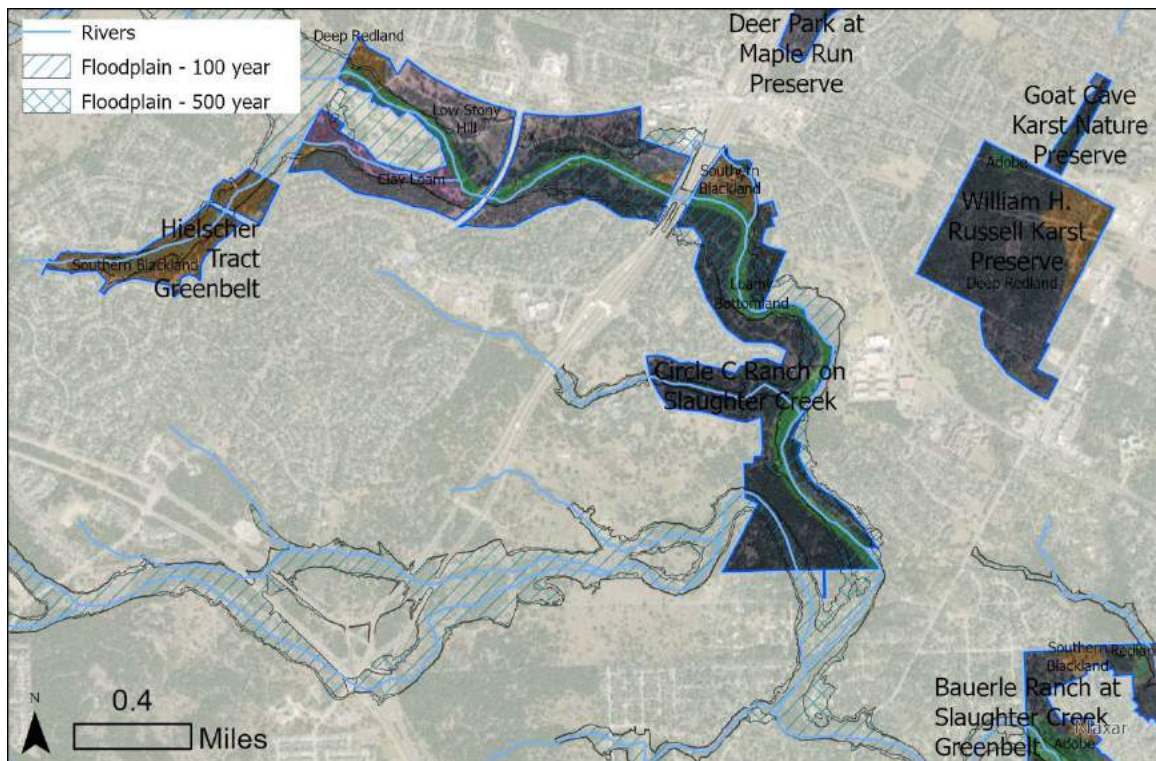 Rivers
Floodplain - 100 year
Floodplain - 500 year
Deep Redland
Deer Park at
Maple Run
Preserve
Low Stony
Hill
Goat Cave
Karst Nature
Preserve
Adobe
Clay Loam
Southern
Blackland
William H.
Russell Karst
Preserve
Deep Redland
Hielscher
Tract
Greenbelt
Southern Blackland
Loamy
Bottomland
Circle C Ranch on
Slaughter Creek
Southern
Blackland
Redland
Bauerle Ranch at
Slaughter Creek
Greenbelt
Adobe
Maxar
N
0.4
Miles